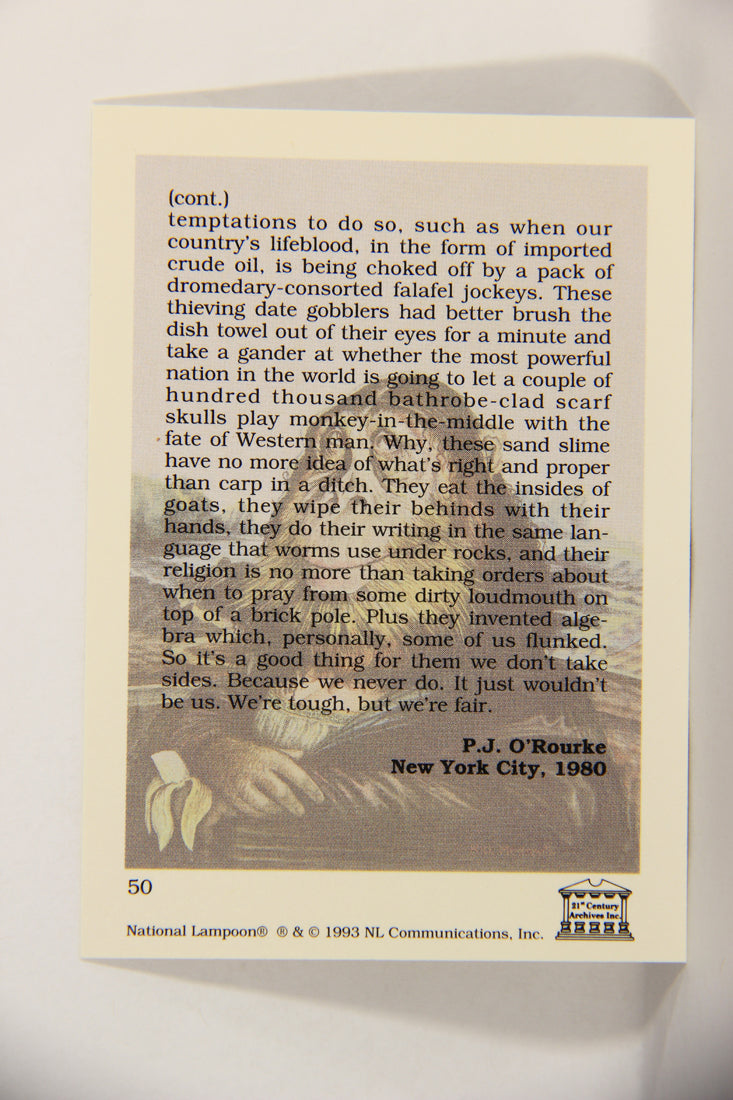 (cont.)
temptations to do so, such as when our
country's lifeblood, in the form of imported
crude oil, is being choked off by a pack of
dromedary-consorted falafel jockeys. These
thieving date gobblers had better brush the
dish towel out of their eyes for a minute and
take a gander at whether the most powerful
nation in the world is going to let a couple of
hundred thousand bathrobe-clad scarf
skulls play monkey-in-the-middle with the
fate of Western man. Why, these sand slime
have no more idea of what's right and proper
than carp in a ditch. They eat the insides of
goats, they wipe their behinds with their
hands, they do their writing in the same lan-
guage that worms use under rocks, and their
religion is no more than taking orders about
when to pray from some dirty loudmouth on
top of a brick pole. Plus they invented alge-
bra which, personally, some of us flunked.
So it's a good thing for them we don't take
sides. Because we never do. It just wouldn't
be us. We're tough, but we're fair.
P.J. O'Rourke
New York City, 1980
50
21st Century
Archives Inc.
National Lampoon® ® & © 1993 NL Communications, Inc.